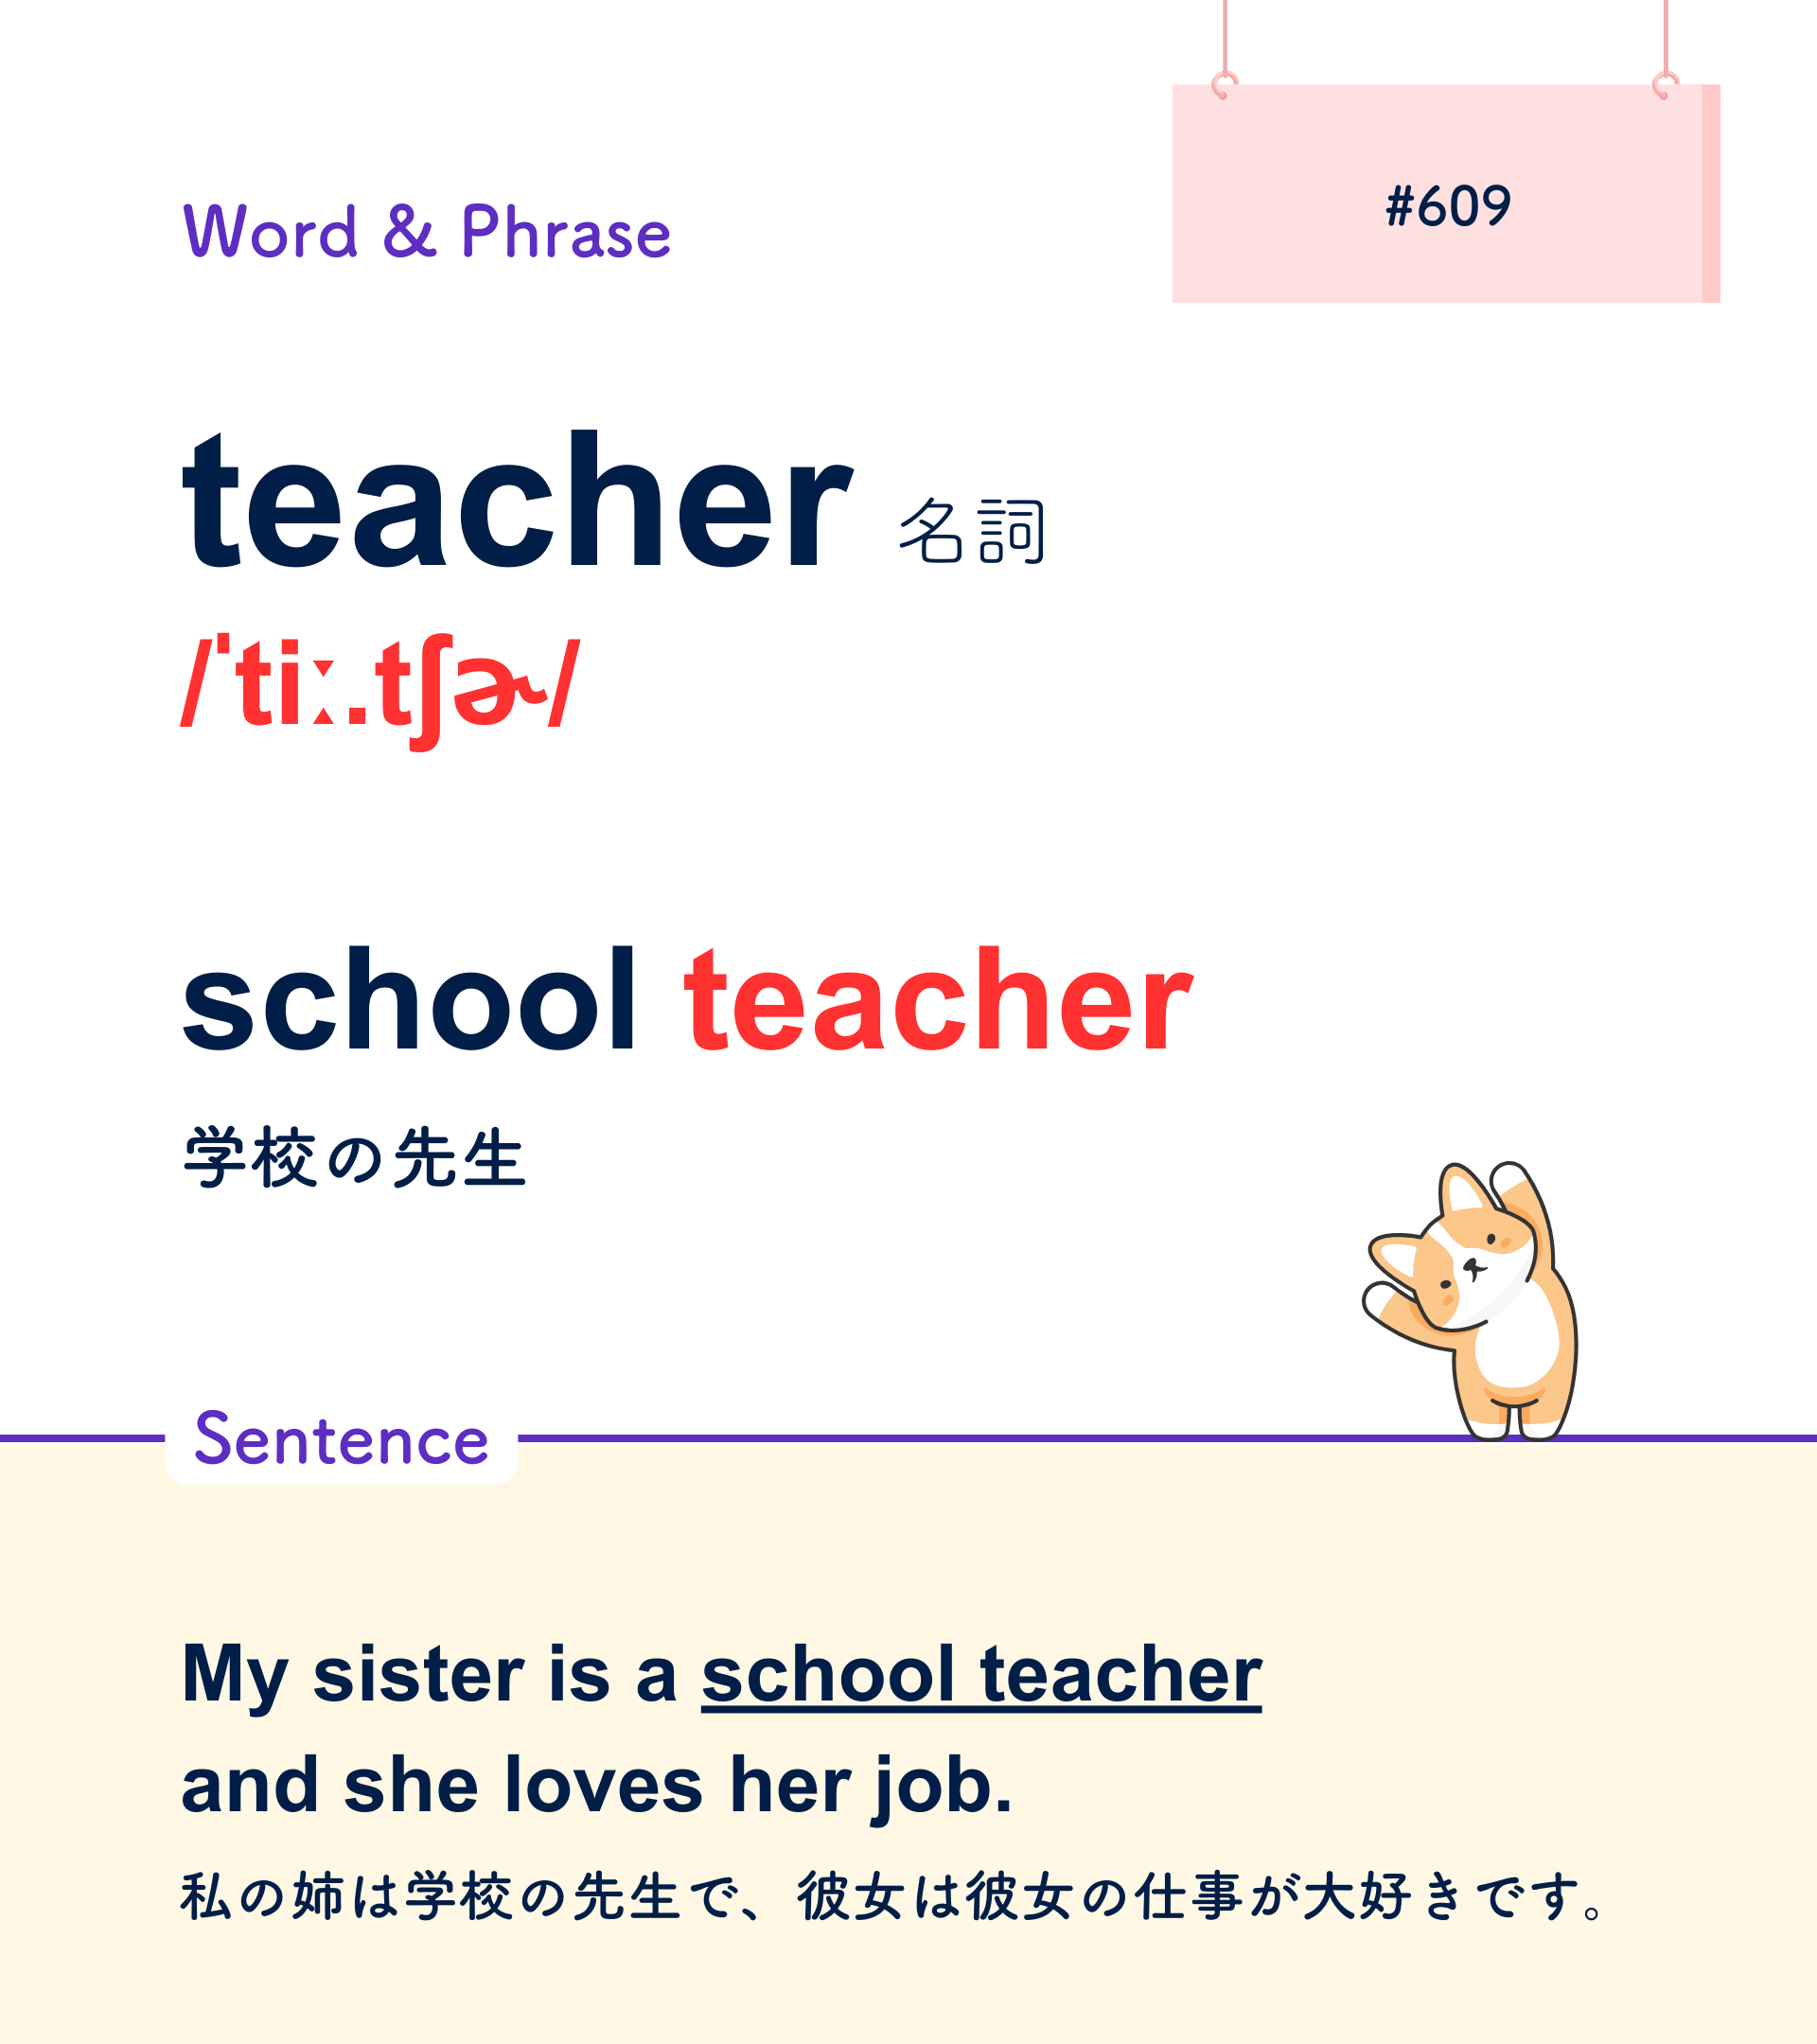 Word & Phrase
#609
teacher 名詞
/ˈtiː.tʃɚ/
school teacher
学校の先生
Sentence
My sister is a school teacher
and she loves her job.
私の姉は学校の先生で、彼女は彼女の仕事が大好きです。